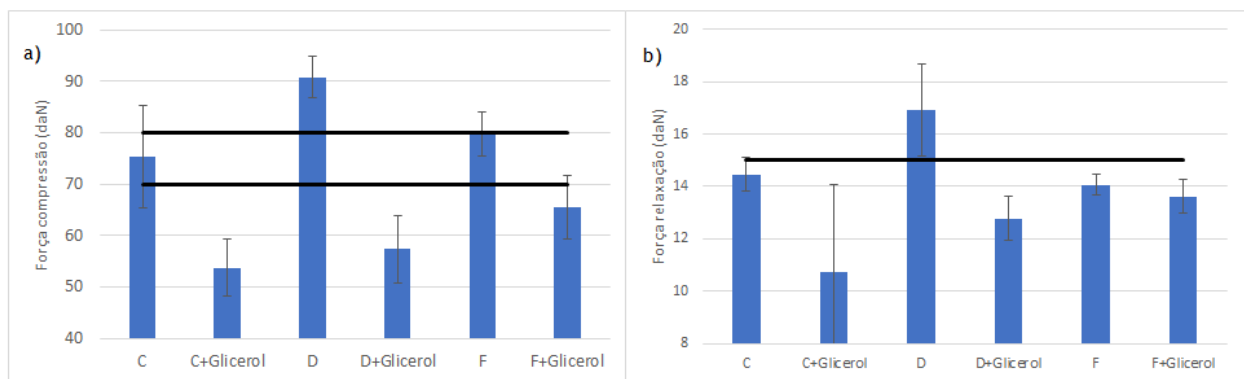 a)
Força compressão (daN)
100
90
80
70
60
50
40
C C+Glicerol D D+Glicerol F F+Glicerol
b)
Força relaxação (daN)
20
18
16
14
12
10
8
C C+Glicerol D D+Glicerol F F+Glicerol